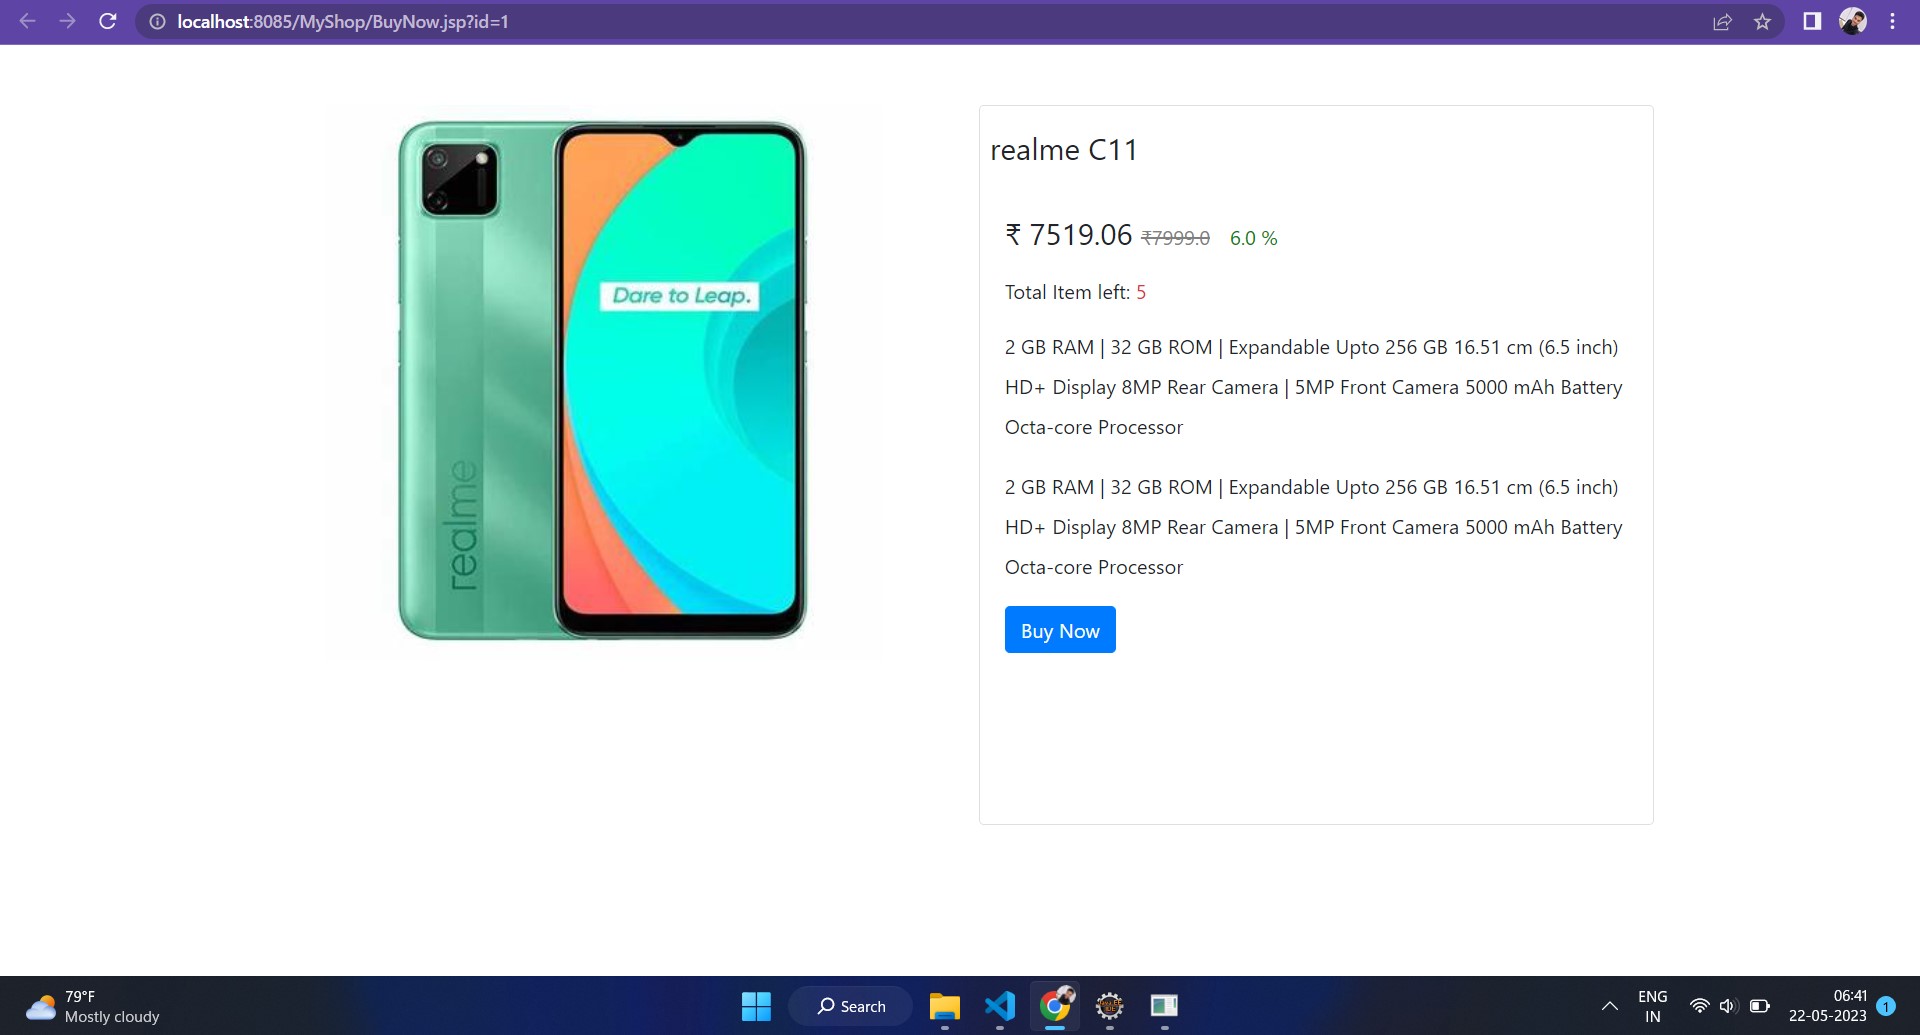 localhost:8085/MyShop/BuyNow.jsp?id=1
realme C11
₹ 7519.06 ₹7999.0 6.0 %
Total Item left: 5
2 GB RAM | 32 GB ROM | Expandable Upto 256 GB 16.51 cm (6.5 inch)
HD+ Display 8MP Rear Camera | 5MP Front Camera 5000 mAh Battery
Octa-core Processor
2 GB RAM | 32 GB ROM | Expandable Upto 256 GB 16.51 cm (6.5 inch)
HD+ Display 8MP Rear Camera | 5MP Front Camera 5000 mAh Battery
Octa-core Processor
Buy Now
Dare to Leap.
realme
79°F
Mostly cloudy
Search
ENG
IN
06:41
22-05-2023
1